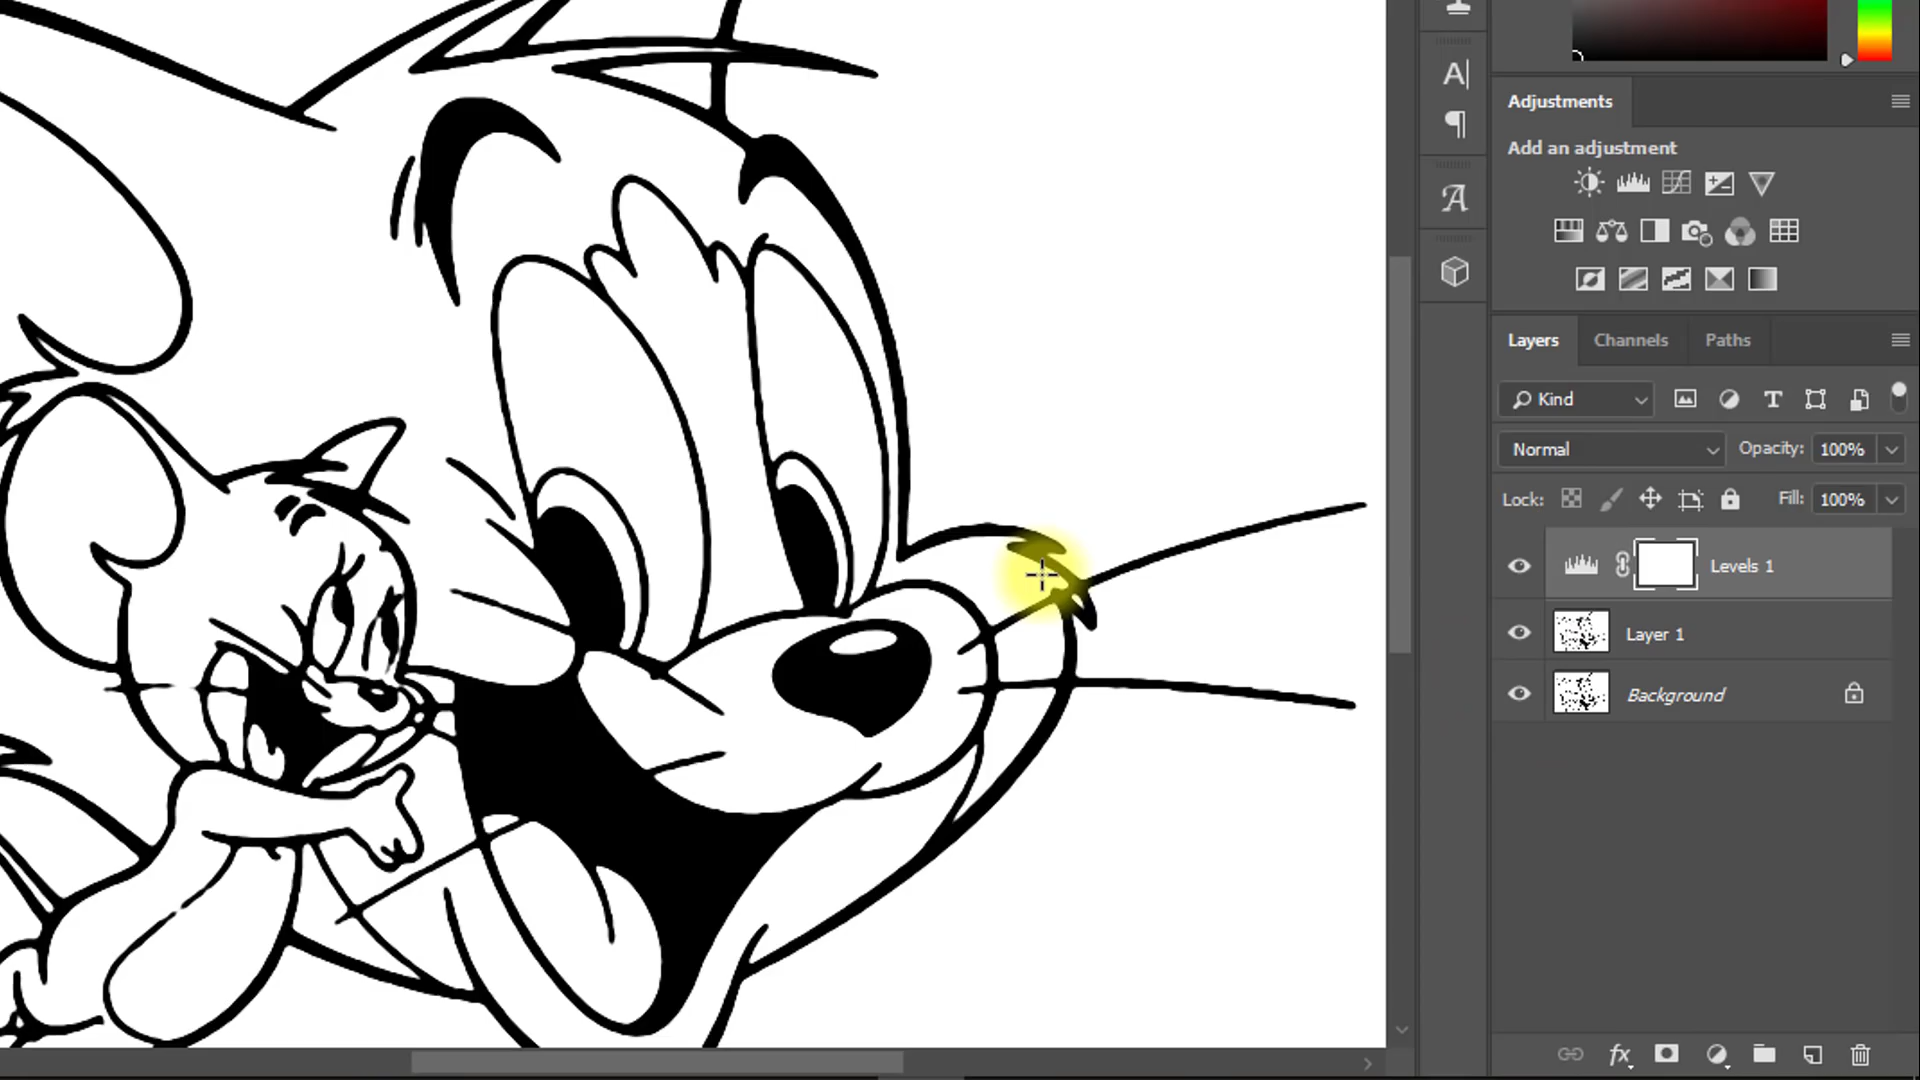 Adjustments
Add an adjustment
Layers Channels Paths
Kind
Normal Opacity: 100%
Lock: Fill: 100%
Levels 1
Layer 1
Background
fx